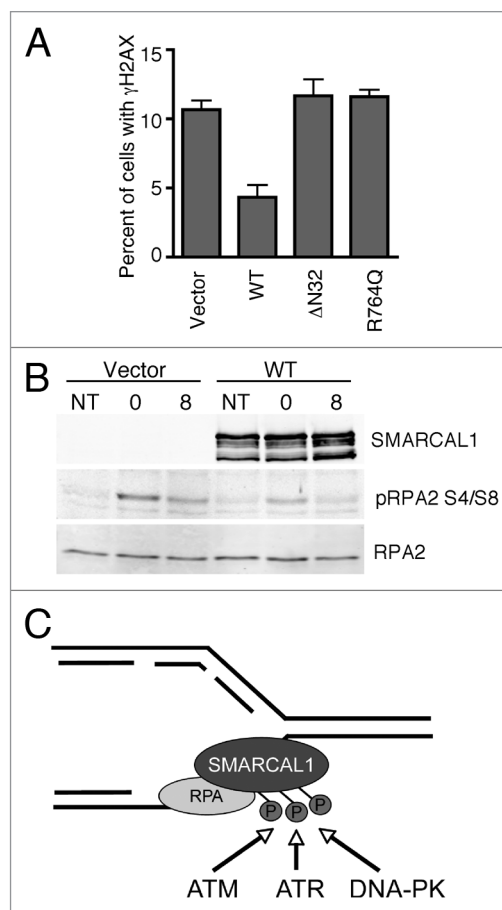 A
Percent of cells with γH2AX
15
10
5
0
Vector
WT
ΔN32
R764Q
B
Vector WT
NT 0 8 NT 0 8
SMARCAL1
pRPA2 S4/S8
RPA2
C
SMARCAL1
RPA
P P P
ATM ATR DNA-PK